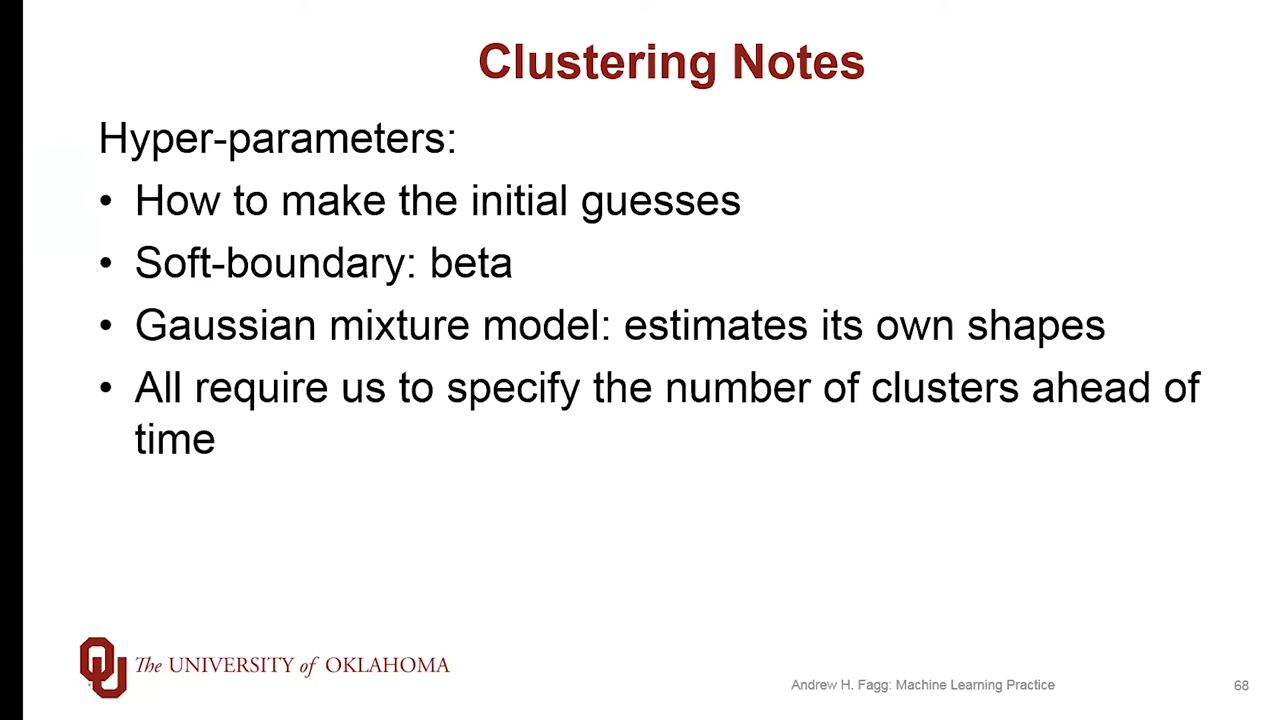 Clustering Notes
Hyper-parameters:
• How to make the initial guesses
• Soft-boundary: beta
• Gaussian mixture model: estimates its own shapes
• All require us to specify the number of clusters ahead of
time
The UNIVERSITY of OKLAHOMA
Andrew H. Fagg: Machine Learning Practice
68